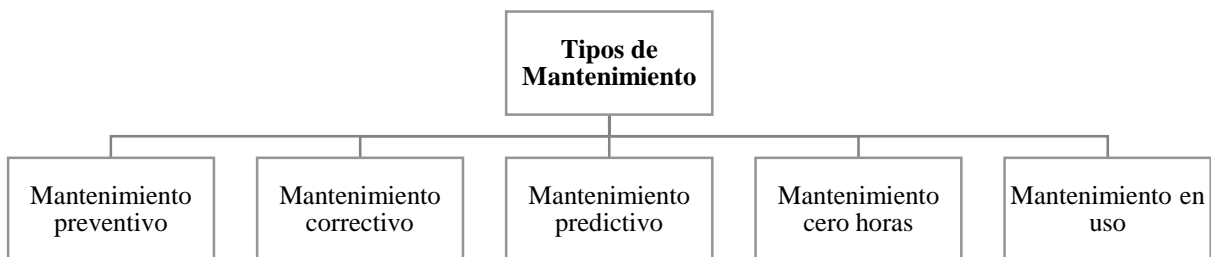 Tipos de
Mantenimiento
Mantenimiento
preventivo
Mantenimiento
correctivo
Mantenimiento
predictivo
Mantenimiento
cero horas
Mantenimiento en
uso